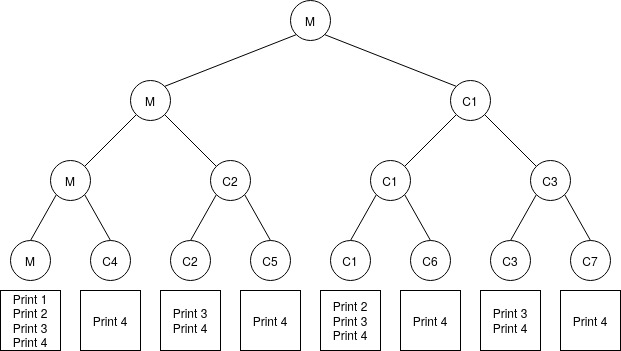 M
M
C1
M
C2
C1
C3
M
C4
C2
C5
C1
C6
C3
C7
Print 1
Print 2
Print 3
Print 4
Print 4
Print 3
Print 4
Print 4
Print 2
Print 3
Print 4
Print 4
Print 3
Print 4
Print 4